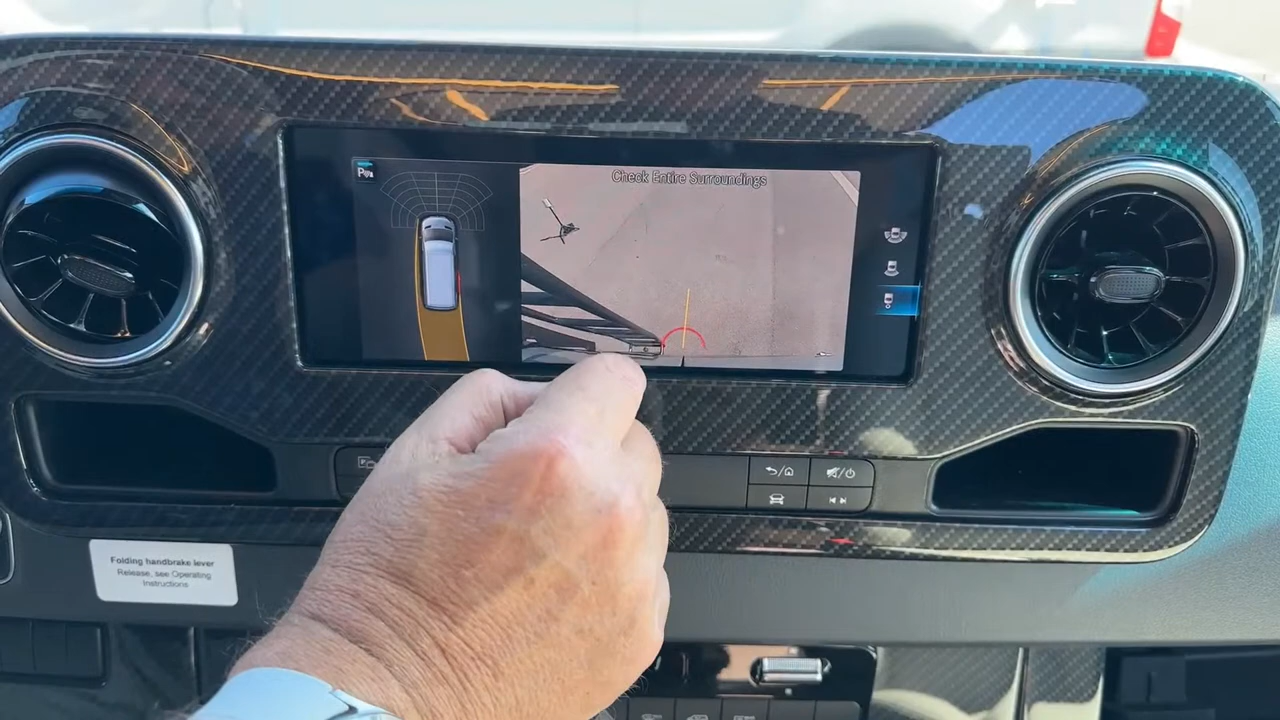 Check Entire Surroundings
Folding handbrake lever
Release, see Operating
Instructions